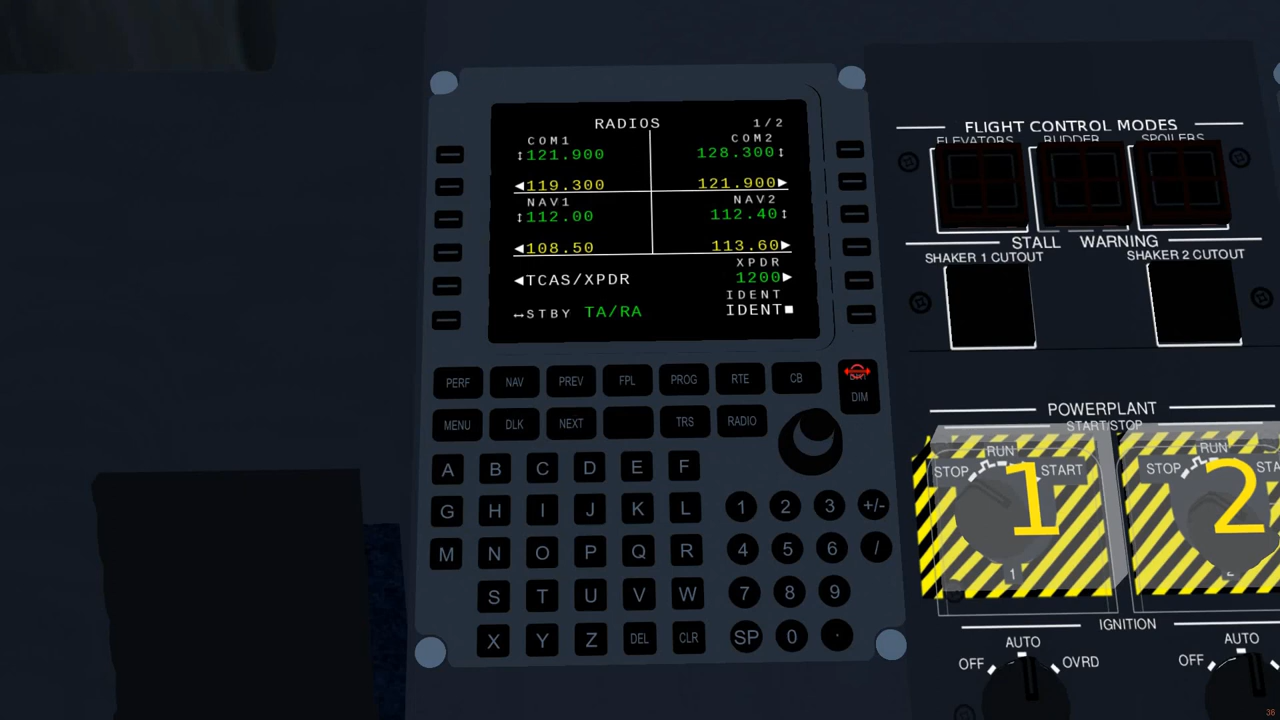 RADIOS 1/2
COM1 COM2
↕121.900 128.300↕
◀119.300 121.900▶
NAV1 NAV2
↕112.00 112.40↕
◀108.50 113.60▶
XPDR
◀TCAS/XPDR 1200▶
IDENT
↔STBY TA/RA IDENT■
PERF NAV PREV FPL PROG RTE CB
DIM
MENU DLK NEXT TRS RADIO
A B C D E F
G H I J K L 1 2 3 +/-
M N O P Q R 4 5 6 /
S T U V W 7 8 9
X Y Z DEL CLR SP 0 ·
FLIGHT CONTROL MODES
ELEVATORS RUDDER SPOILERS
STALL WARNING
SHAKER 1 CUTOUT SHAKER 2 CUTOUT
POWERPLANT
START/STOP
RUN RUN
STOP START STOP
1 2
1
IGNITION
AUTO AUTO
OFF OVRD OFF
36